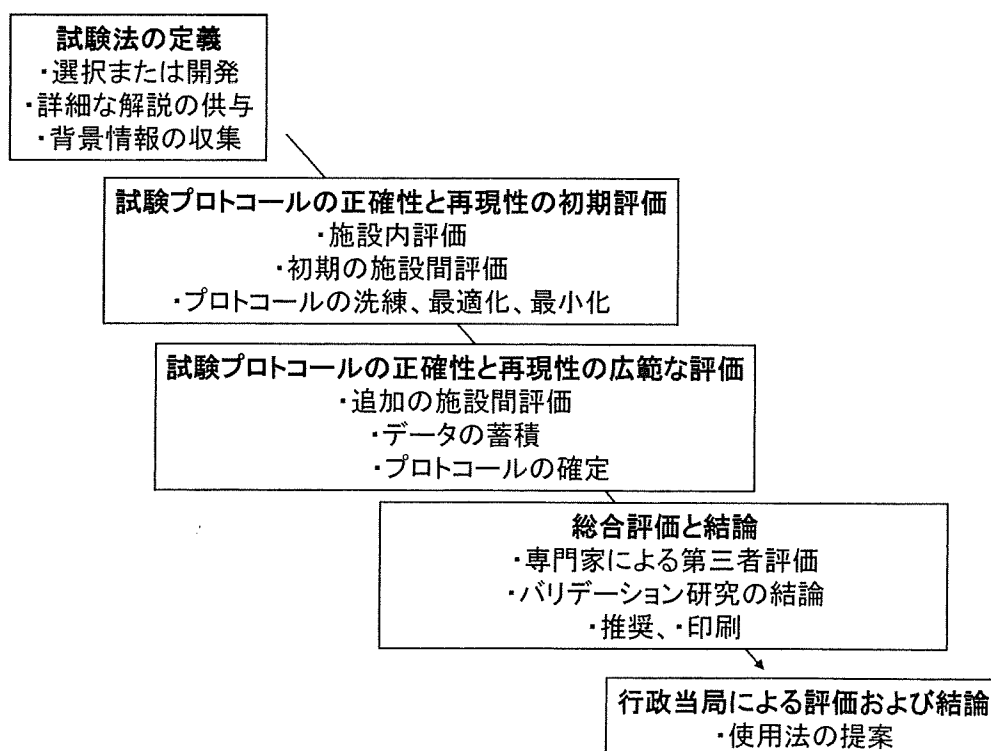 試験法の定義
・選択または開発
・詳細な解説の供与
・背景情報の収集
試験プロトコールの正確性と再現性の初期評価
・施設内評価
・初期の施設間評価
・プロトコールの洗練、最適化、最小化
試験プロトコールの正確性と再現性の広範な評価
・追加の施設間評価
・データの蓄積
・プロトコールの確定
総合評価と結論
・専門家による第三者評価
・バリデーション研究の結論
・推奨、・印刷
行政当局による評価および結論
・使用法の提案